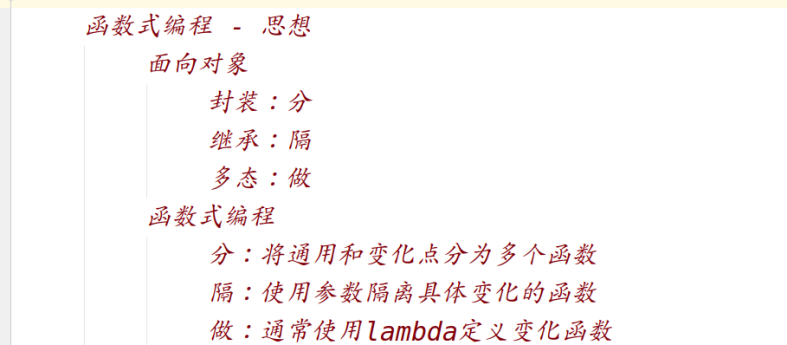 函数式编程 - 思想
面向对象
封装：分
继承：隔
多态：做
函数式编程
分：将通用和变化点分为多个函数
隔：使用参数隔离具体变化的函数
做：通常使用lambda定义变化函数